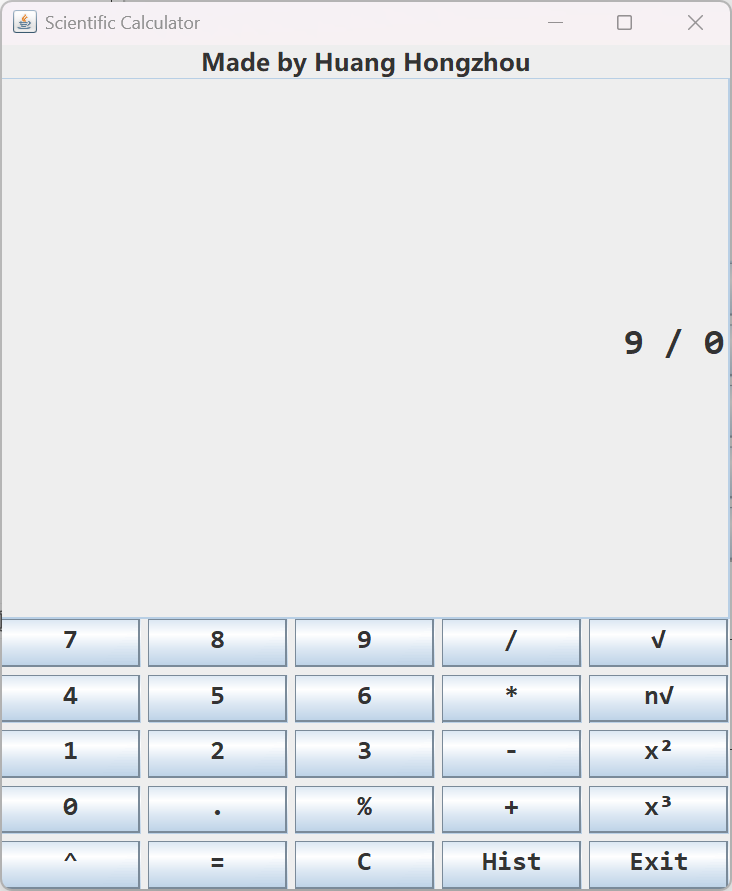 Scientific Calculator
Made by Huang Hongzhou
9 / 0
7 8 9 / √
4 5 6 * n√
1 2 3 - x²
0 . % + x³
^ = C Hist Exit